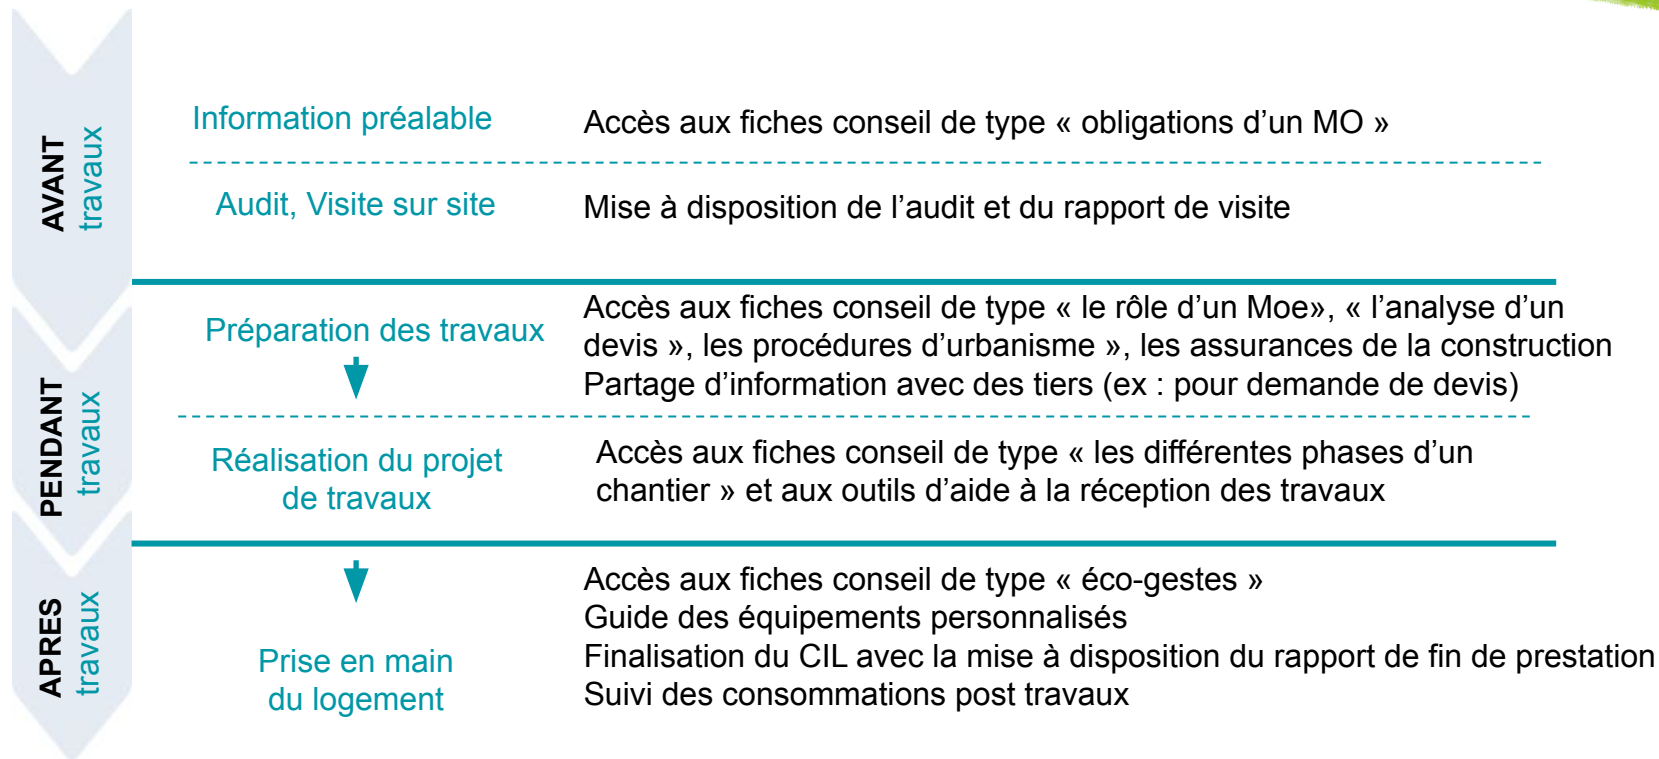 AVANT
travaux
Information préalable
Accès aux fiches conseil de type « obligations d’un MO »
Audit, Visite sur site
Mise à disposition de l’audit et du rapport de visite
PENDANT
travaux
Préparation des travaux
Accès aux fiches conseil de type « le rôle d’un Moe», « l’analyse d’un
devis », les procédures d’urbanisme », les assurances de la construction
Partage d’information avec des tiers (ex : pour demande de devis)
Réalisation du projet
de travaux
Accès aux fiches conseil de type « les différentes phases d’un
chantier » et aux outils d’aide à la réception des travaux
APRES
travaux
Prise en main
du logement
Accès aux fiches conseil de type « éco-gestes »
Guide des équipements personnalisés
Finalisation du CIL avec la mise à disposition du rapport de fin de prestation
Suivi des consommations post travaux